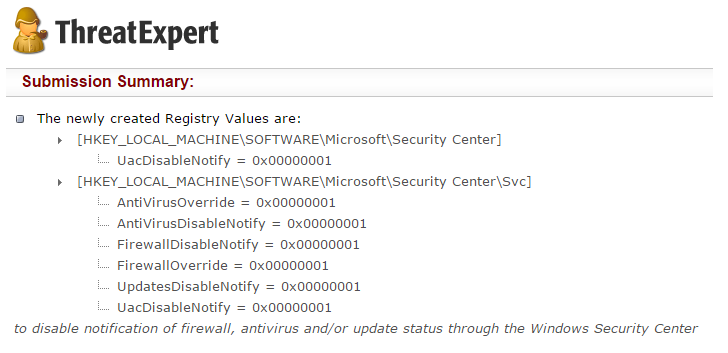 ThreatExpert
Submission Summary:
The newly created Registry Values are:
[HKEY_LOCAL_MACHINE\SOFTWARE\Microsoft\Security Center]
UacDisableNotify = 0x00000001
[HKEY_LOCAL_MACHINE\SOFTWARE\Microsoft\Security Center\Svc]
AntiVirusOverride = 0x00000001
AntiVirusDisableNotify = 0x00000001
FirewallDisableNotify = 0x00000001
FirewallOverride = 0x00000001
UpdatesDisableNotify = 0x00000001
UacDisableNotify = 0x00000001
to disable notification of firewall, antivirus and/or update status through the Windows Security Center